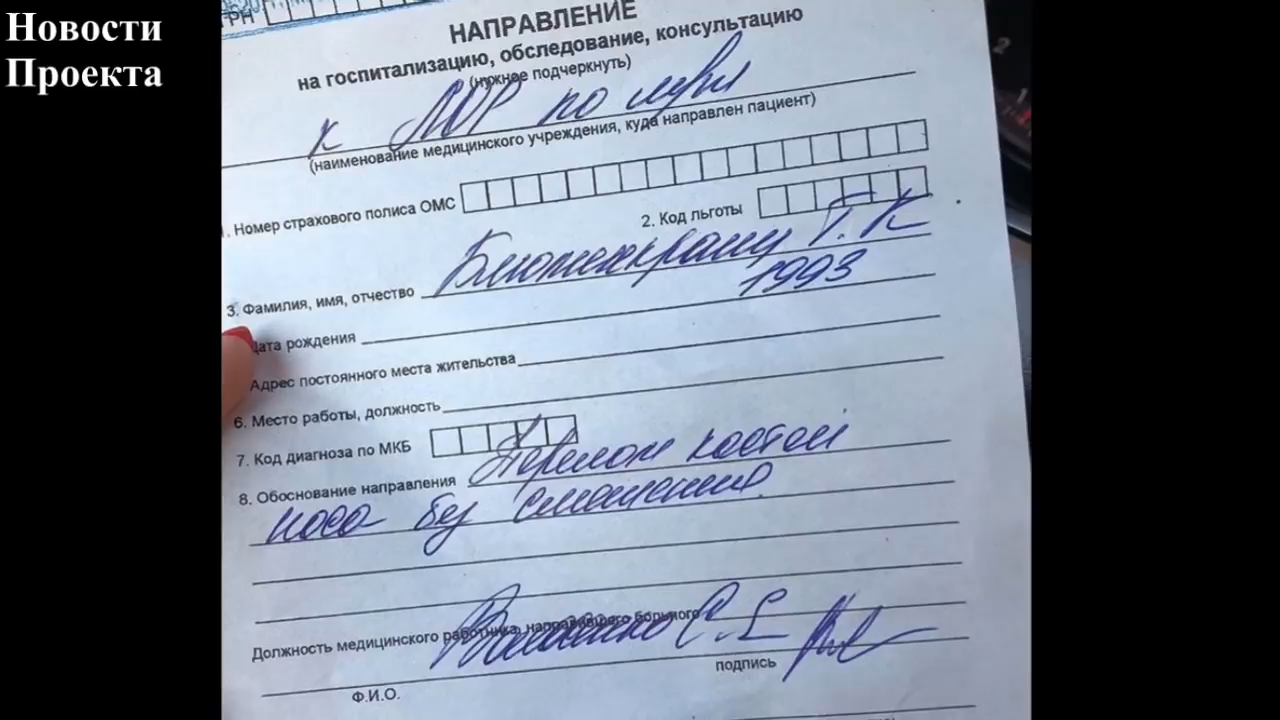 Новости
Проекта
РН
НАПРАВЛЕНИЕ
на госпитализацию, обследование, консультацию
(нужное подчеркнуть)
к ЛОР по м/ж
(наименование медицинского учреждения, куда направлен пациент)
1. Номер страхового полиса ОМС
2. Код льготы
Т. К
3. Фамилия, имя, отчество
1993
Дата рождения
Адрес постоянного места жительства
6. Место работы, должность
7. Код диагноза по МКБ
8. Обоснование направления Перелом костей
носа без смещения
Должность медицинского работника, направившего больного
подпись
Ф.И.О.